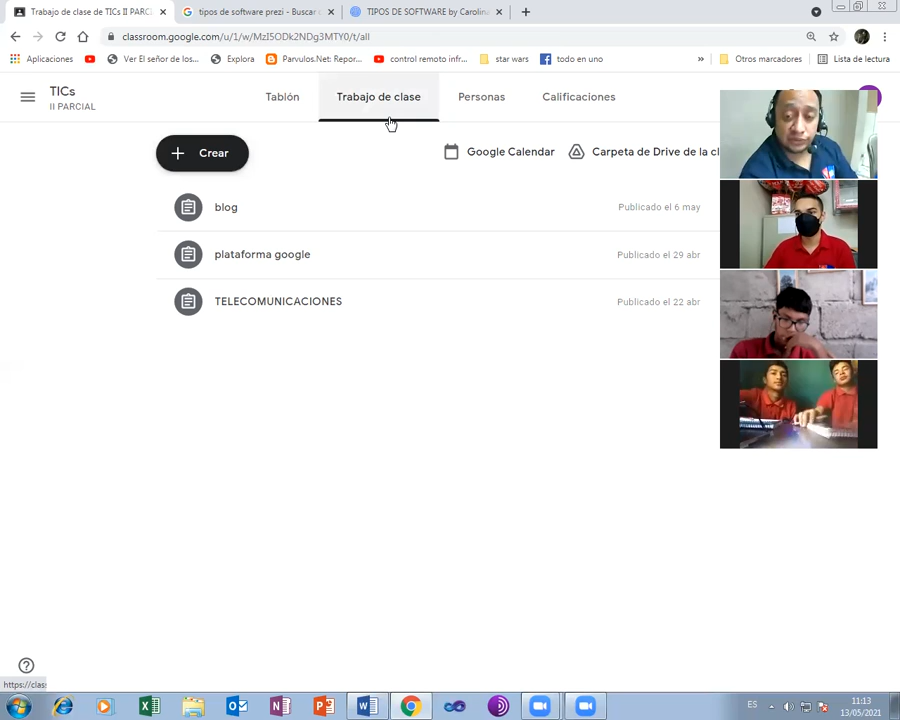 Trabajo de clase de TICs II PARCI
tipos de software prezi - Buscar c
TIPOS DE SOFTWARE by Carolina
classroom.google.com/u/1/w/MzI5ODk2NDg3MTY0/t/all
Aplicaciones
Ver El señor de los...
Explora
Parvulos.Net: Repor...
control remoto infr...
star wars
todo en uno
»
Otros marcadores
Lista de lectura
TICs
II PARCIAL
Tablón
Trabajo de clase
Personas
Calificaciones
Crear
Google Calendar
Carpeta de Drive de la cl
blog
Publicado el 6 may
plataforma google
Publicado el 29 abr
TELECOMUNICACIONES
Publicado el 22 abr
https://clas
ES
11:13
13/05/2021